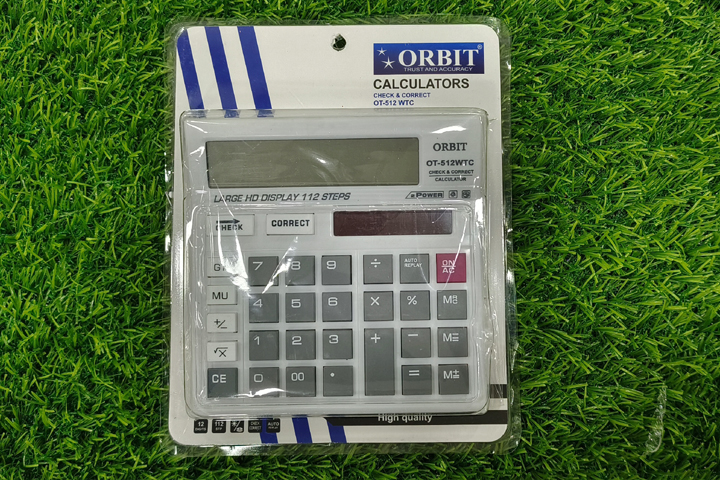 ORBIT®
TRUST AND ACCURACY
CALCULATORS
CHECK & CORRECT
OT-512 WTC
ORBIT
OT-512WTC
CHECK & CORRECT
CALCULATOR
LARGE HD DISPLAY 112 STEPS
POWER
CHECK CORRECT
7 8 9 ÷ AUTO REPLAY ON AC
MU 4 5 6 × %
+/- 1 2 3 + −
√X
CE 0 00 • =
High quality
12 112 AUTO